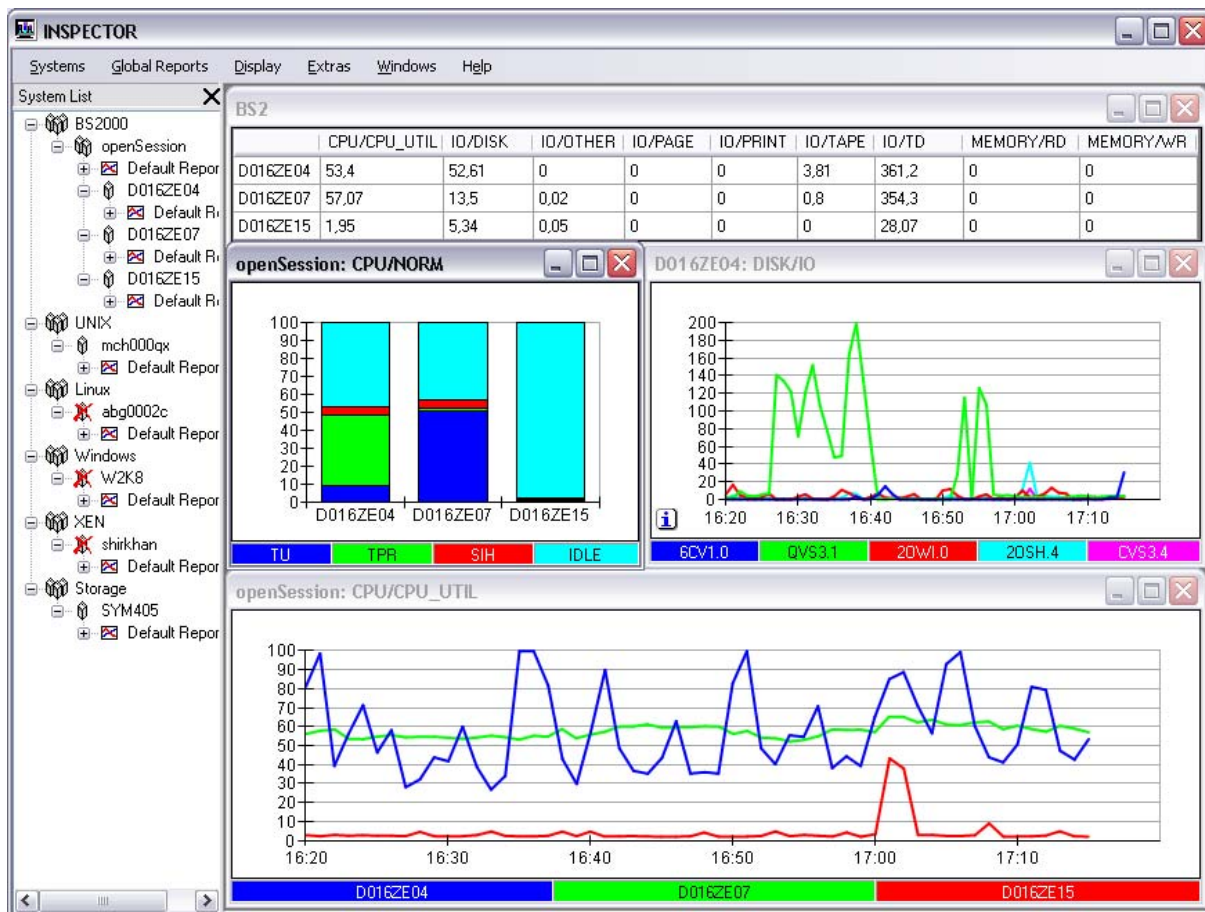 INSPECTOR
Systems Global Reports Display Extras Windows Help
System List
BS2000
openSession
Default Repor
D016ZE04
Default R
D016ZE07
Default R
D016ZE15
Default R
UNIX
mch000qx
Default Repor
Linux
abg0002c
Default Repor
Windows
W2K8
Default Repor
XEN
shirkhan
Default Repor
Storage
SYM405
Default Repor
BS2
CPU/CPU_UTIL IO/DISK IO/OTHER IO/PAGE IO/PRINT IO/TAPE IO/TD MEMORY/RD MEMORY/WR
D016ZE04 53,4 52,61 0 0 0 3,81 361,2 0 0
D016ZE07 57,07 13,5 0,02 0 0 0,8 354,3 0 0
D016ZE15 1,95 5,34 0,05 0 0 0 28,07 0 0
openSession: CPU/NORM
100
90
80
70
60
50
40
30
20
10
0
D016ZE04 D016ZE07 D016ZE15
TU TPR SIH IDLE
D016ZE04: DISK/IO
200
180
160
140
120
100
80
60
40
20
0
16:20 16:30 16:40 16:50 17:00 17:10
6CV1.0 QVS3.1 20WI.0 20SH.4 CVS3.4
openSession: CPU/CPU_UTIL
100
90
80
70
60
50
40
30
20
10
0
16:20 16:30 16:40 16:50 17:00 17:10
D016ZE04 D016ZE07 D016ZE15